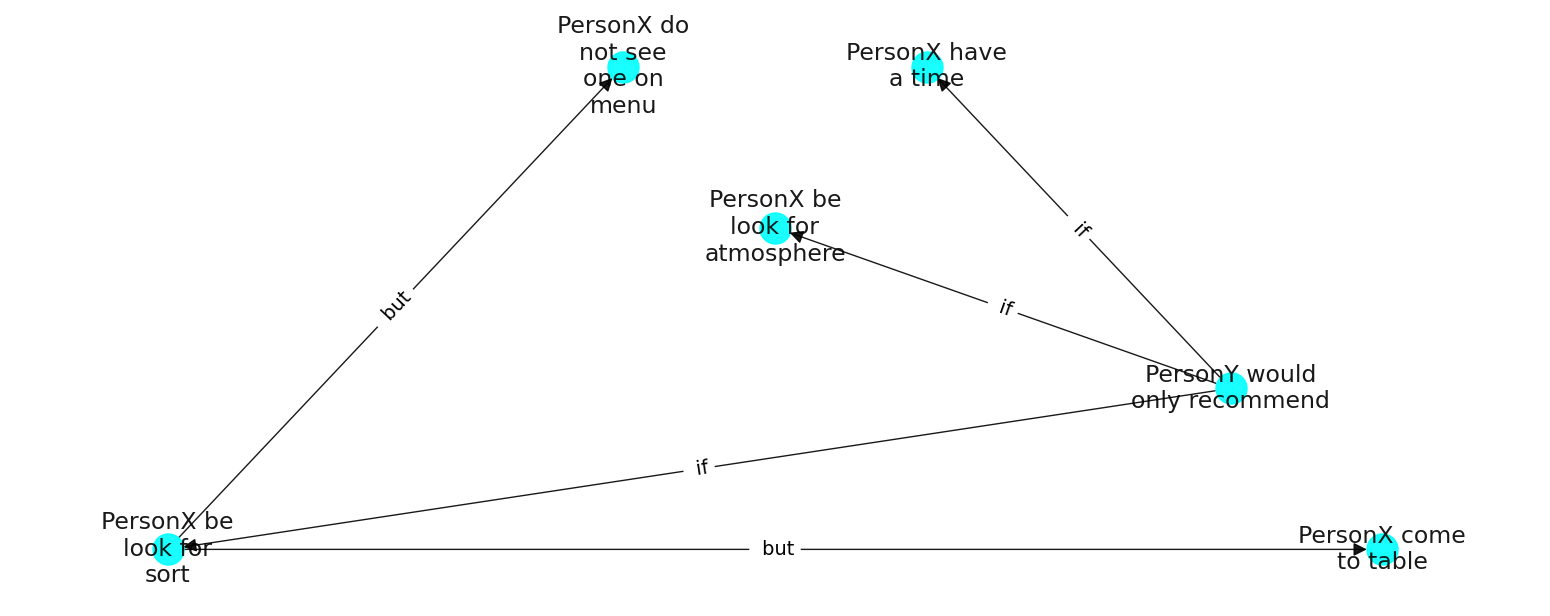 PersonX do
not see
one on
menu
PersonX have
a time
PersonX be
look for
atmosphere
if
if
but
PersonY would
only recommend
if
PersonX be
look for
sort
but
PersonX come
to table